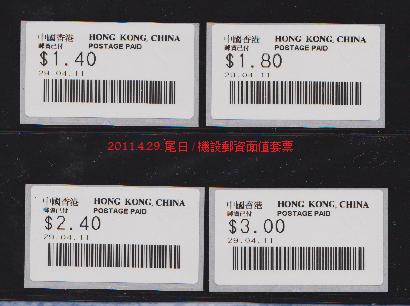 中國香港 HONG KONG, CHINA
郵資已付 POSTAGE PAID
$1.40
29.04.11
中國香港 HONG KONG, CHINA
郵資已付 POSTAGE PAID
$1.80
29.04.11
2011.4.29. 尾日 / 機設郵資面值套票
中國香港 HONG KONG, CHINA
郵資已付 POSTAGE PAID
$2.40
29.04.11
中國香港 HONG KONG, CHINA
郵資已付 POSTAGE PAID
$3.00
29.04.11